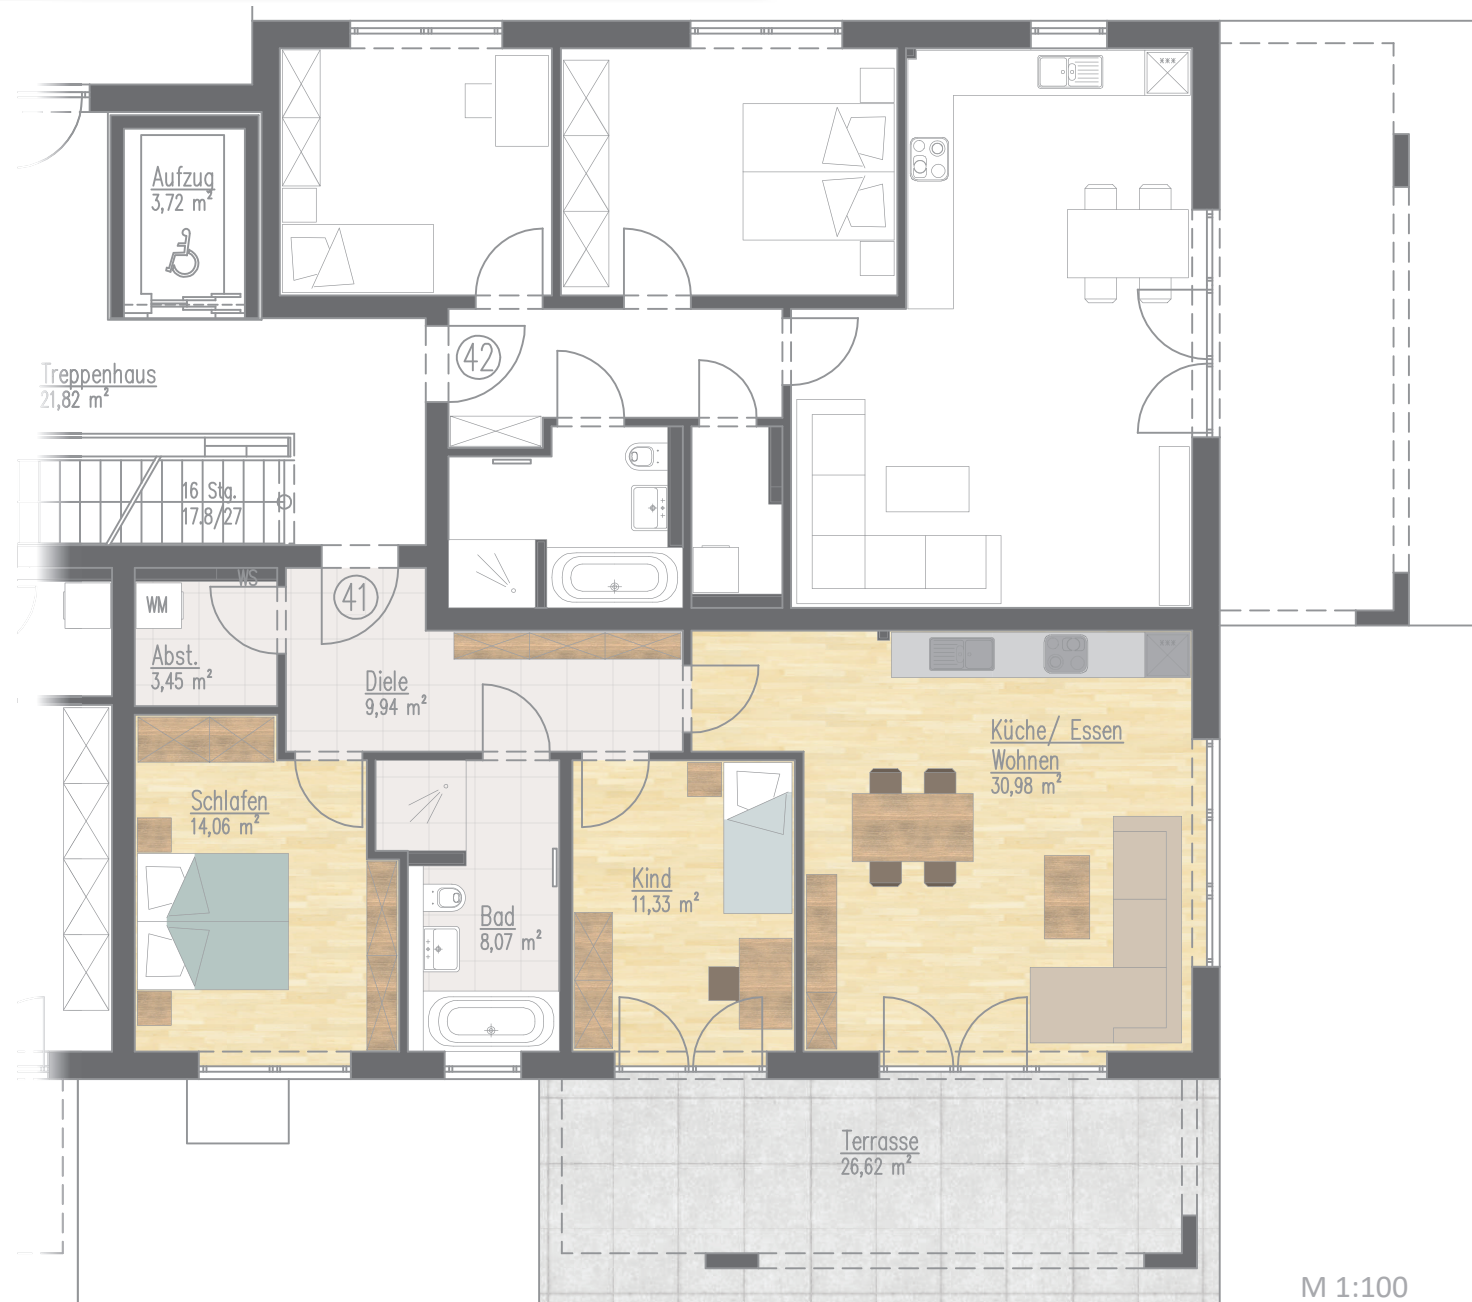 Aufzug
3,72 m²
42
Treppenhaus
21,82 m²
16 Stg.
17.8/27
WS
41
WM
Abst.
3,45 m²
Diele
9,94 m²
Küche/ Essen
Wohnen
30,98 m²
Schlafen
14,06 m²
Kind
11,33 m²
Bad
8,07 m²
Terrasse
26,62 m²
M 1:100